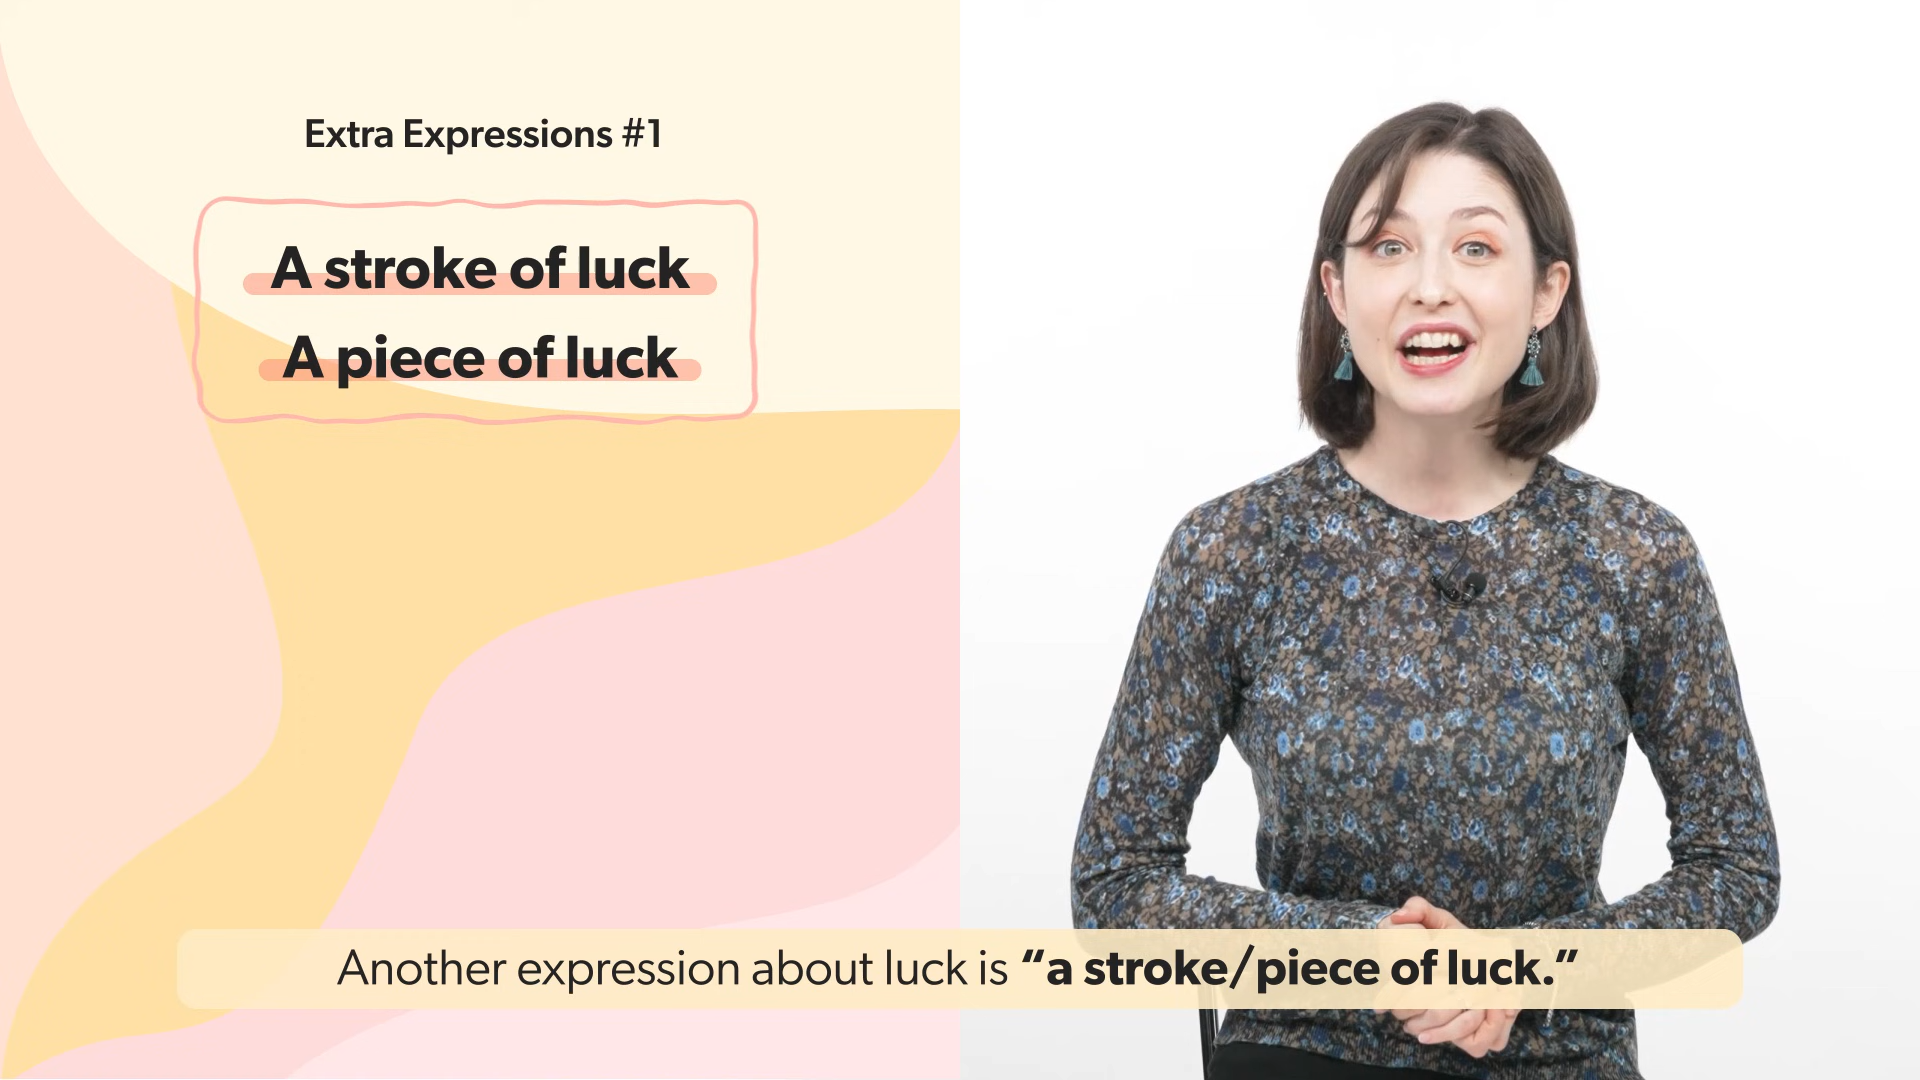 Extra Expressions #1
A stroke of luck
A piece of luck
Another expression about luck is “a stroke/piece of luck.”